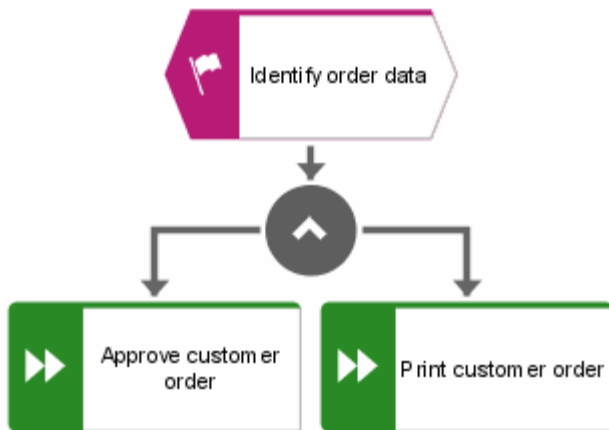 Identify order data
Approve customer
order
Print customer order